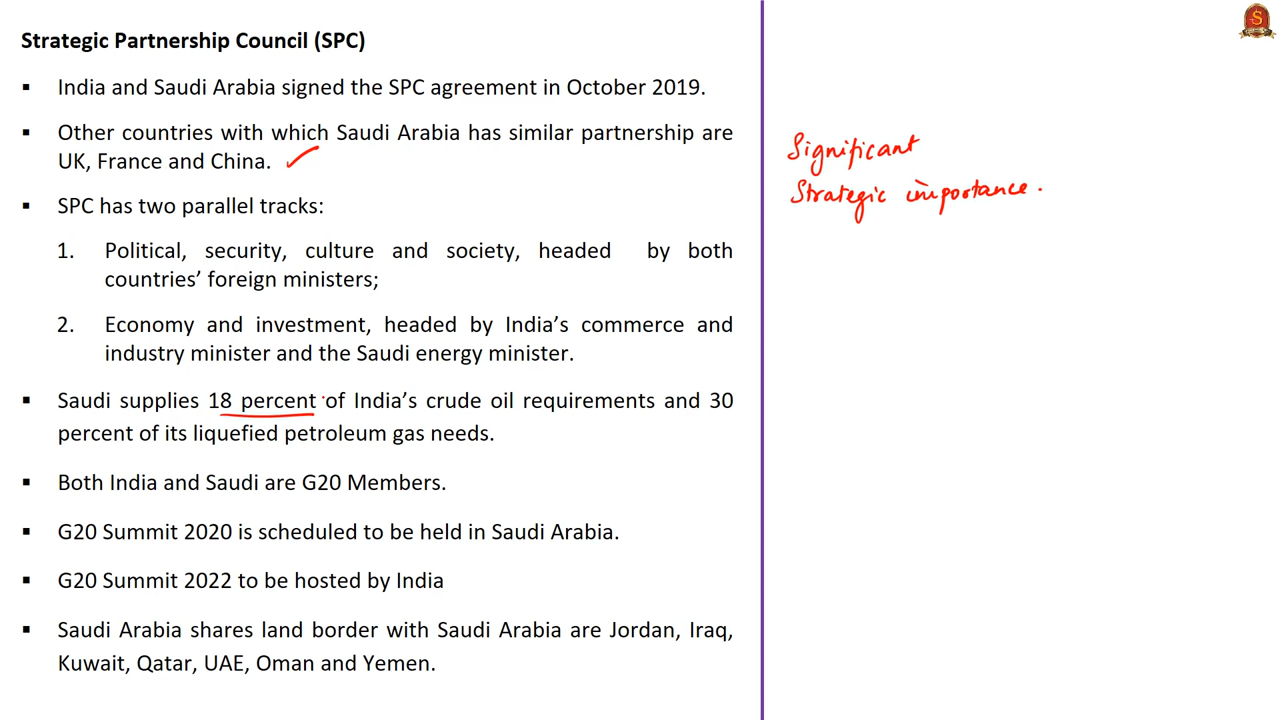 Strategic Partnership Council (SPC)
▪ India and Saudi Arabia signed the SPC agreement in October 2019.
▪ Other countries with which Saudi Arabia has similar partnership are
UK, France and China.
▪ SPC has two parallel tracks:
1. Political, security, culture and society, headed by both
countries’ foreign ministers;
2. Economy and investment, headed by India’s commerce and
industry minister and the Saudi energy minister.
▪ Saudi supplies 18 percent of India’s crude oil requirements and 30
percent of its liquefied petroleum gas needs.
▪ Both India and Saudi are G20 Members.
▪ G20 Summit 2020 is scheduled to be held in Saudi Arabia.
▪ G20 Summit 2022 to be hosted by India
▪ Saudi Arabia shares land border with Saudi Arabia are Jordan, Iraq,
Kuwait, Qatar, UAE, Oman and Yemen.
Significant
Strategic importance.
S